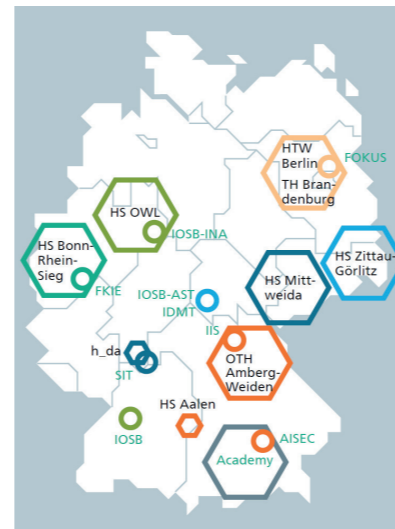 HTW
Berlin
FOKUS
TH Bran-
denburg
HS OWL
IOSB-INA
HS Bonn-
Rhein-
Sieg
FKIE
HS Zittau-
Görlitz
HS Mitt-
weida
IOSB-AST
IDMT
IIS
OTH
Amberg-
Weiden
h_da
SIT
HS Aalen
IOSB
AISEC
Academy